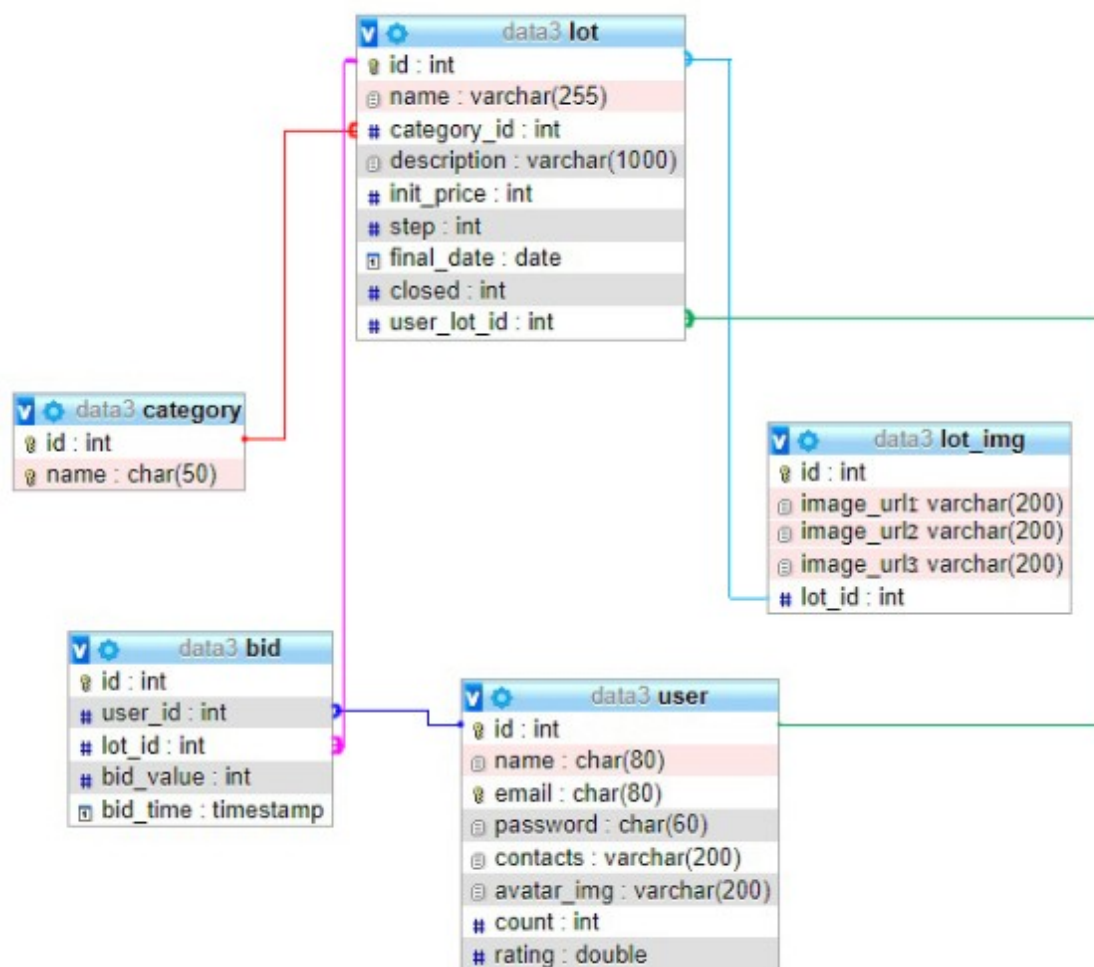 data3 lot
id : int
name : varchar(255)
category_id : int
description : varchar(1000)
init_price : int
step : int
final_date : date
closed : int
user_lot_id : int
data3 category
id : int
name : char(50)
data3 lot_img
id : int
image_url1: varchar(200)
image_url2 varchar(200)
image_url3 varchar(200)
lot_id : int
data3 bid
id : int
user_id : int
lot_id : int
bid_value : int
bid_time : timestamp
data3 user
id : int
name : char(80)
email : char(80)
password : char(60)
contacts : varchar(200)
avatar_img : varchar(200)
count : int
rating : double